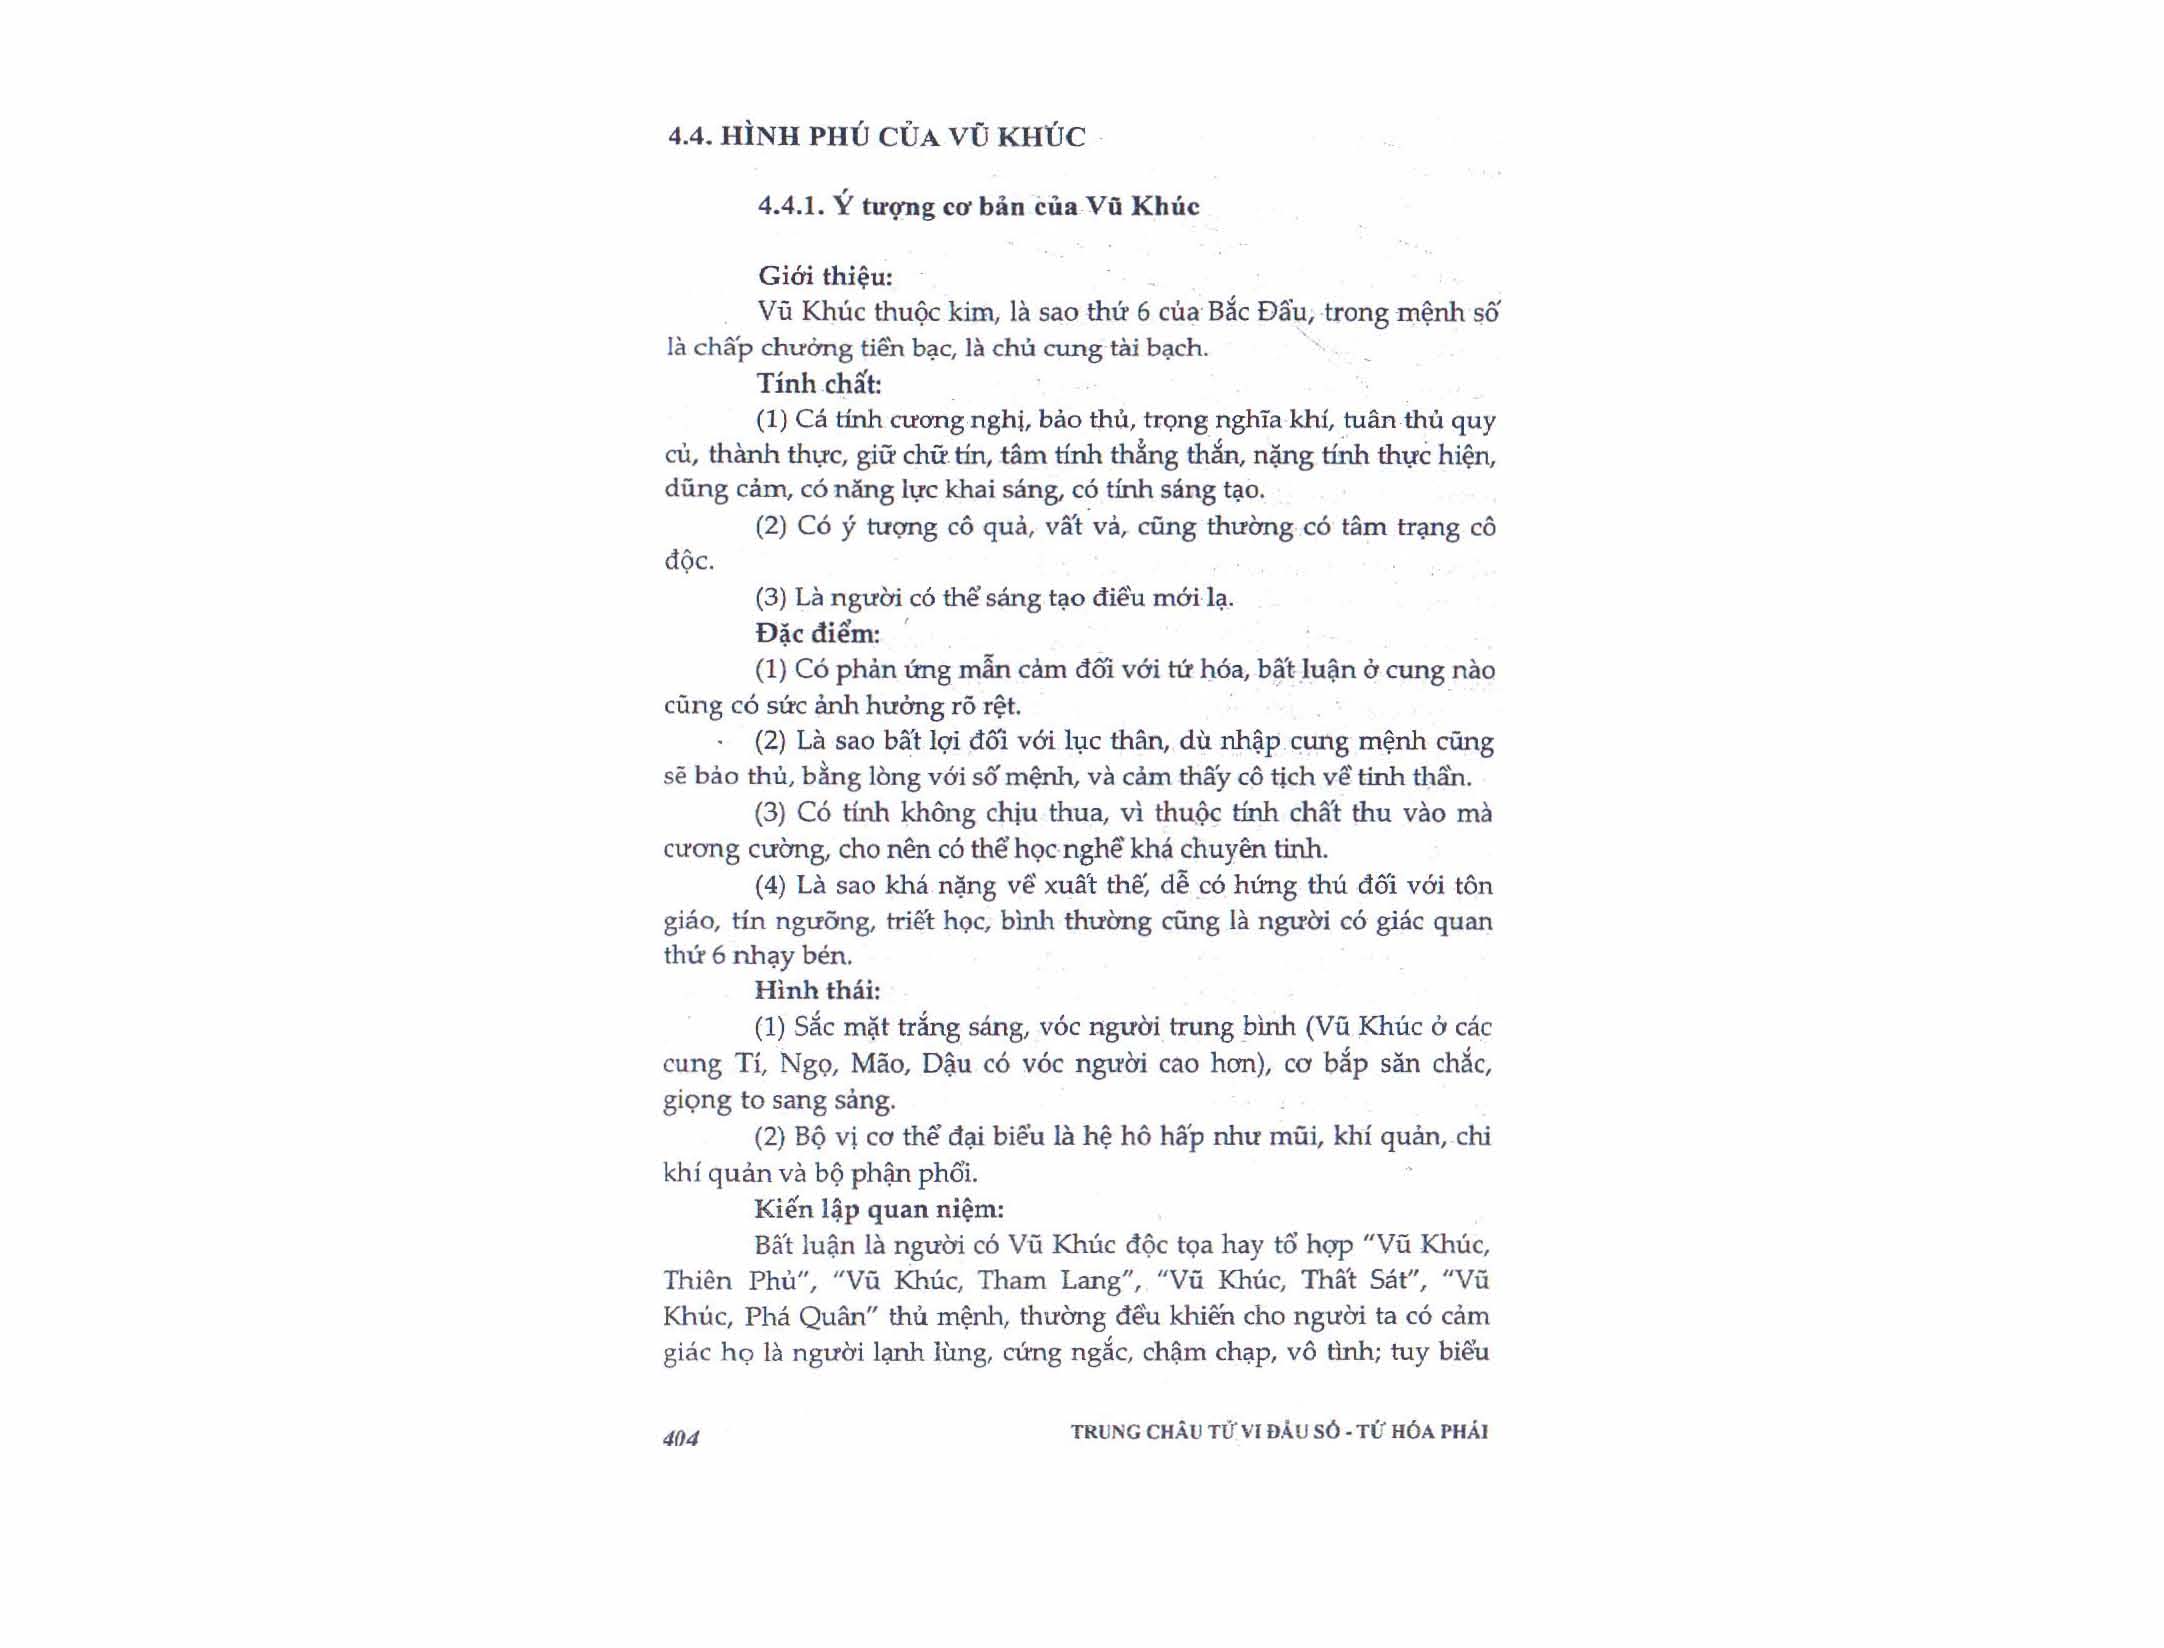 4.4. HÌNH PHÚ CỦA VŨ KHÚC
4.4.1. Ý tượng cơ bản của Vũ Khúc
Giới thiệu:
Vũ Khúc thuộc kim, là sao thứ 6 của Bắc Đẩu, trong mệnh số
là chấp chưởng tiền bạc, là chủ cung tài bạch.
Tính chất:
(1) Cá tính cương nghị, bảo thủ, trọng nghĩa khí, tuân thủ quy
củ, thành thực, giữ chữ tín, tâm tính thẳng thắn, nặng tính thực hiện,
dũng cảm, có năng lực khai sáng, có tính sáng tạo.
(2) Có ý tượng cô quả, vất vả, cũng thường có tâm trạng cô
độc.
(3) Là người có thể sáng tạo điều mới lạ.
Đặc điểm:
(1) Có phản ứng mẫn cảm đối với tứ hóa, bất luận ở cung nào
cũng có sức ảnh hưởng rõ rệt.
(2) Là sao bất lợi đối với lục thân, dù nhập cung mệnh cũng
sẽ bảo thủ, bằng lòng với số mệnh, và cảm thấy cô tịch về tinh thần.
(3) Có tính không chịu thua, vì thuộc tính chất thu vào mà
cương cường, cho nên có thể học nghề khá chuyên tinh.
(4) Là sao khá nặng về xuất thế, dễ có hứng thú đối với tôn
giáo, tín ngưỡng, triết học, bình thường cũng là người có giác quan
thứ 6 nhạy bén.
Hình thái:
(1) Sắc mặt trắng sáng, vóc người trung bình (Vũ Khúc ở các
cung Tí, Ngọ, Mão, Dậu có vóc người cao hơn), cơ bắp săn chắc,
giọng to sang sảng.
(2) Bộ vị cơ thể đại biểu là hệ hô hấp như mũi, khí quản, chi
khí quản và bộ phận phổi.
Kiến lập quan niệm:
Bất luận là người có Vũ Khúc độc tọa hay tổ hợp "Vũ Khúc,
Thiên Phủ", "Vũ Khúc, Tham Lang", "Vũ Khúc, Thất Sát", "Vũ
Khúc, Phá Quân" thủ mệnh, thường đều khiến cho người ta có cảm
giác họ là người lạnh lùng, cứng ngắc, chậm chạp, vô tình; tuy biểu
404
TRUNG CHÂU TỬ VI ĐẨU SỐ - TỨ HÓA PHÁI